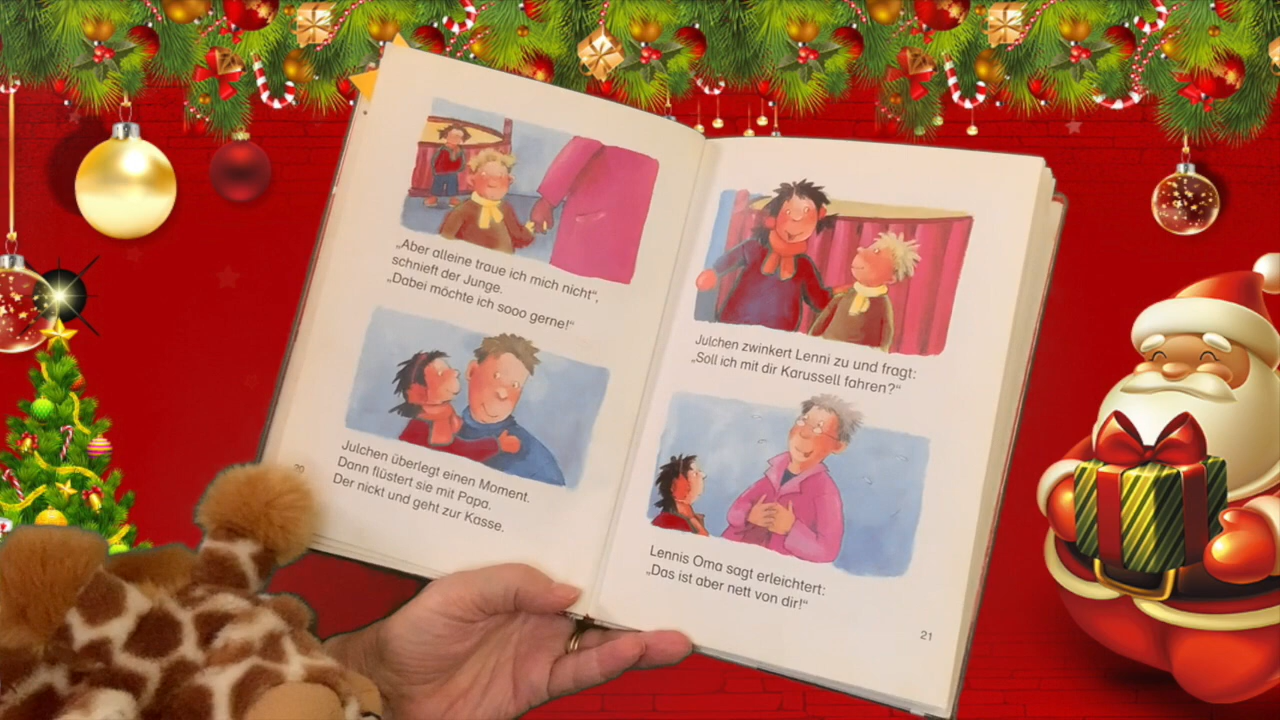 „Aber alleine traue ich mich nicht“,
schnieft der Junge.
„Dabei möchte ich sooo gerne!“
Julchen überlegt einen Moment.
Dann flüstert sie mit Papa.
Der nickt und geht zur Kasse.
20
Julchen zwinkert Lenni zu und fragt:
„Soll ich mit dir Karussell fahren?“
Lennis Oma sagt erleichtert:
„Das ist aber nett von dir!“
21